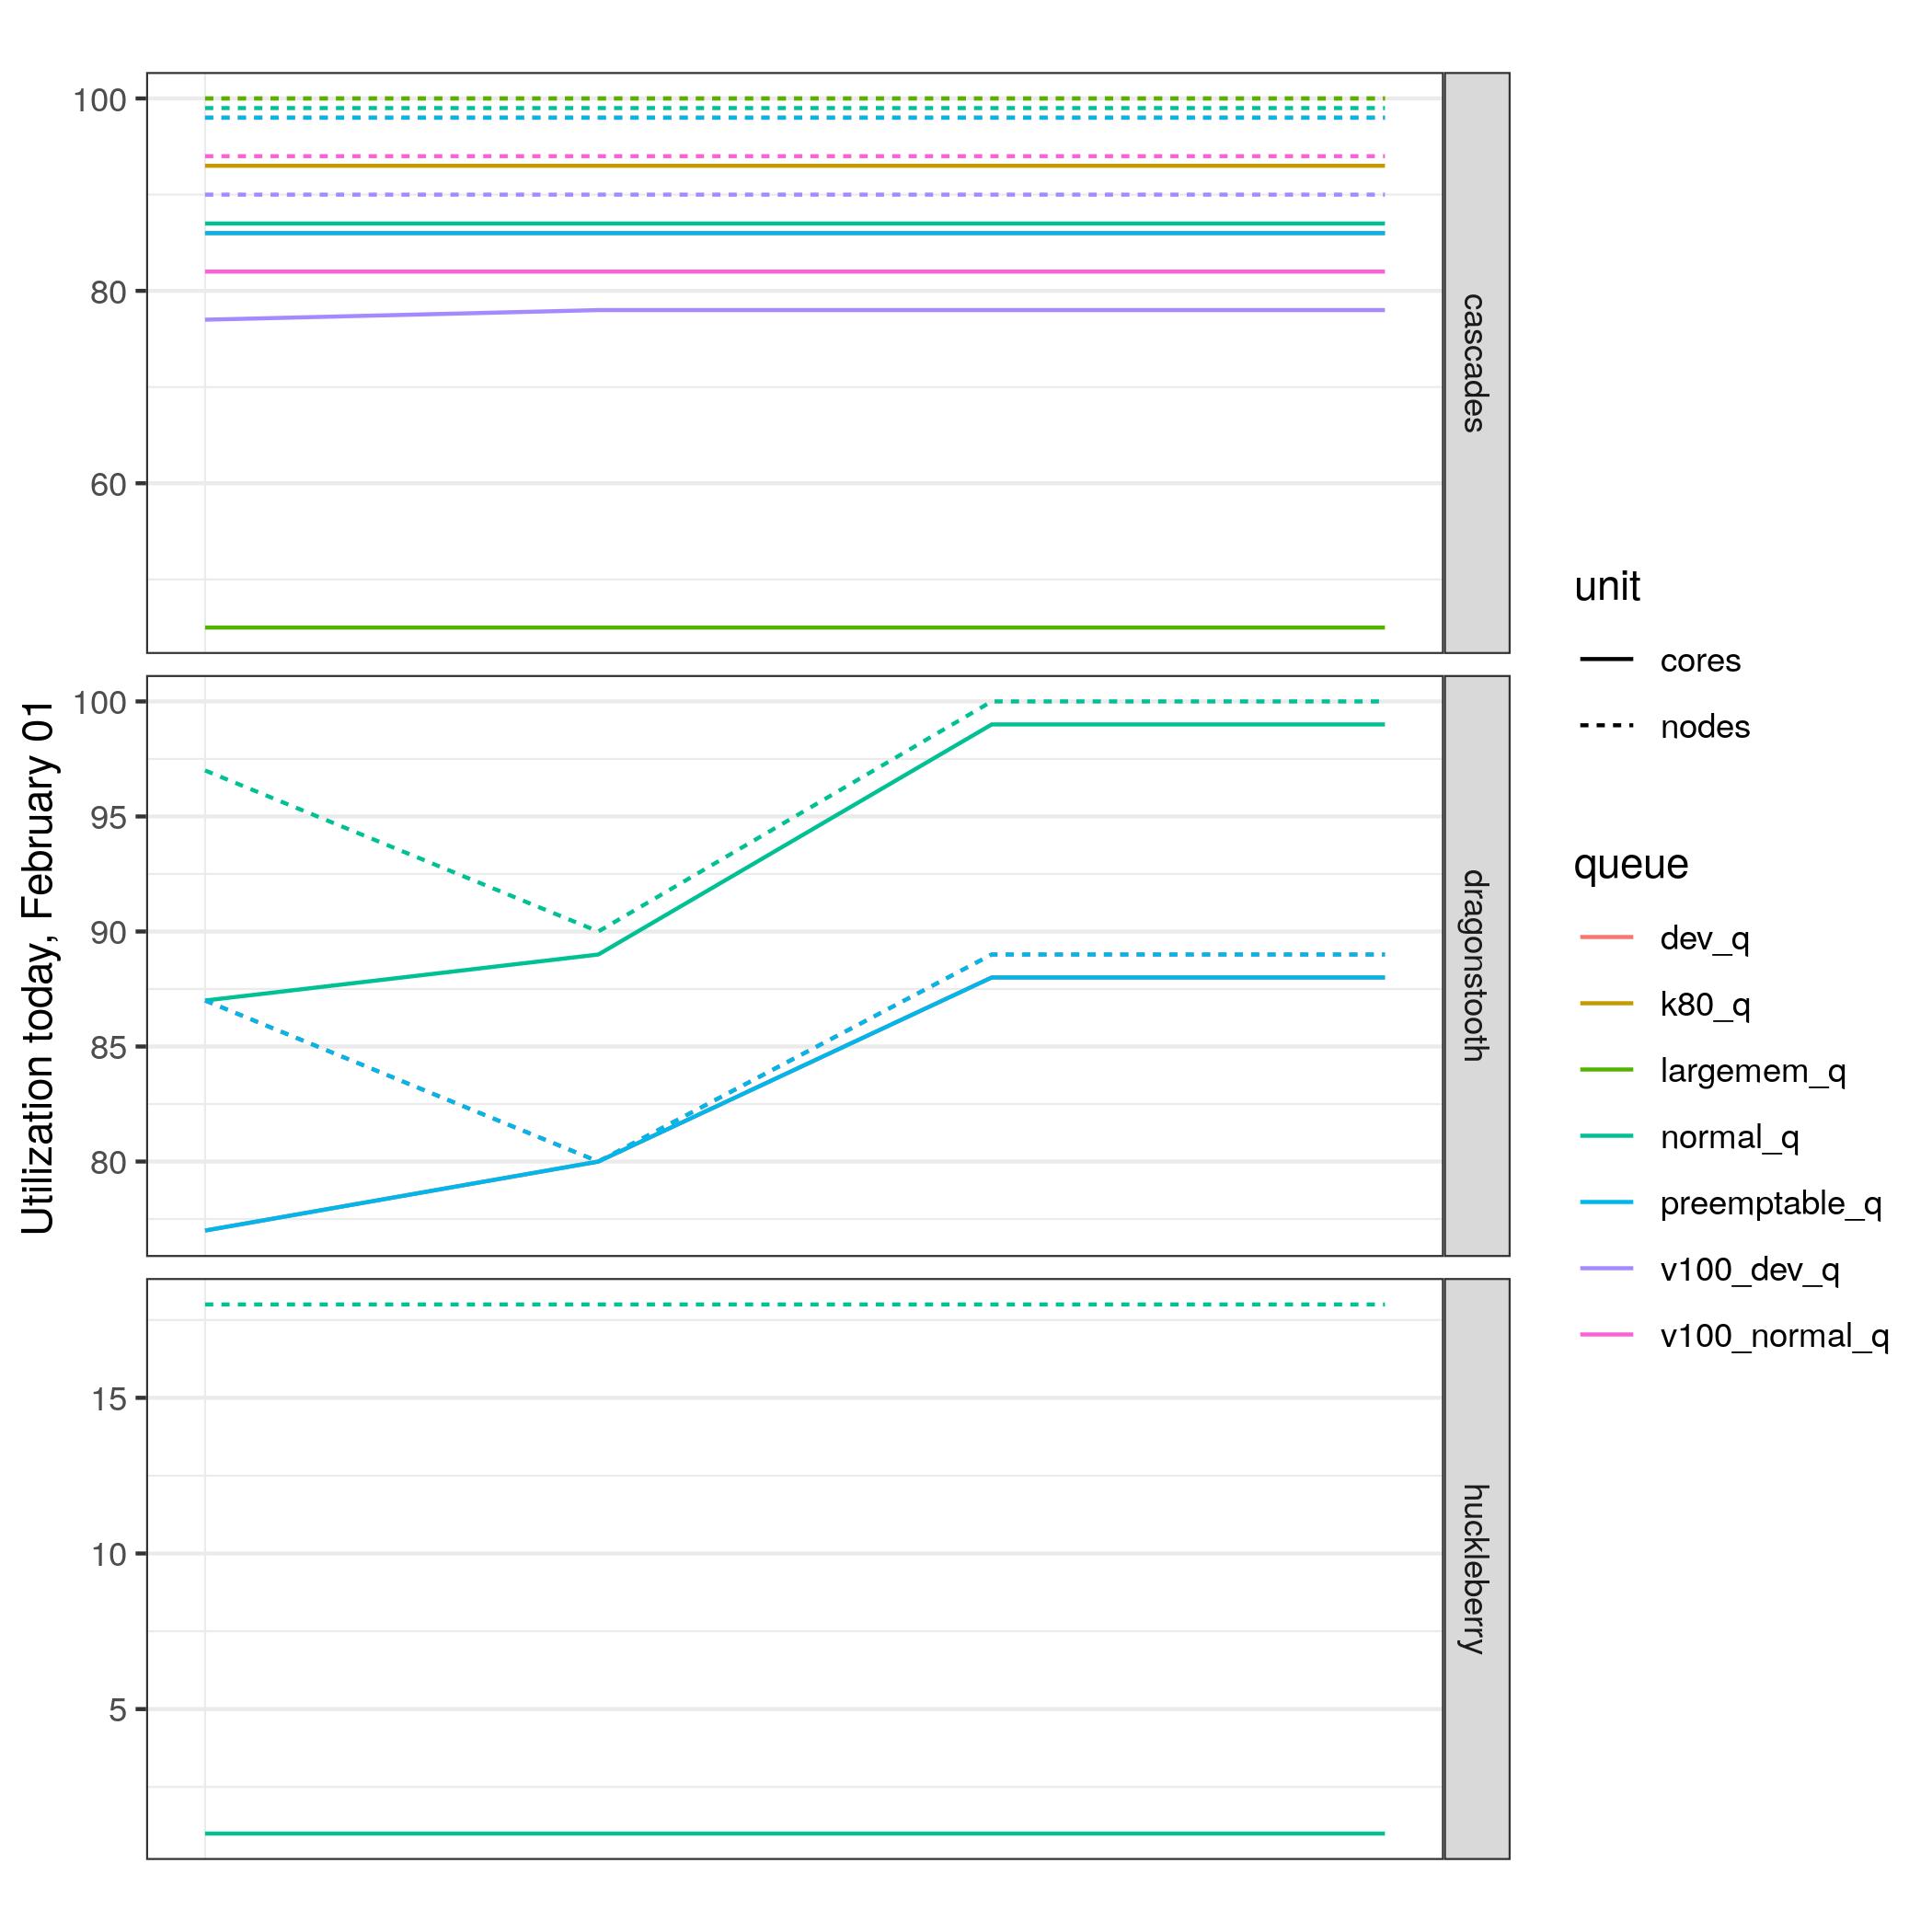 Utilization today, February 01
100
80
60
cascades
100
95
90
85
80
dragonstooth
15
10
5
huckleberry
unit
cores
nodes
queue
dev_q
k80_q
largemem_q
normal_q
preemptable_q
v100_dev_q
v100_normal_q